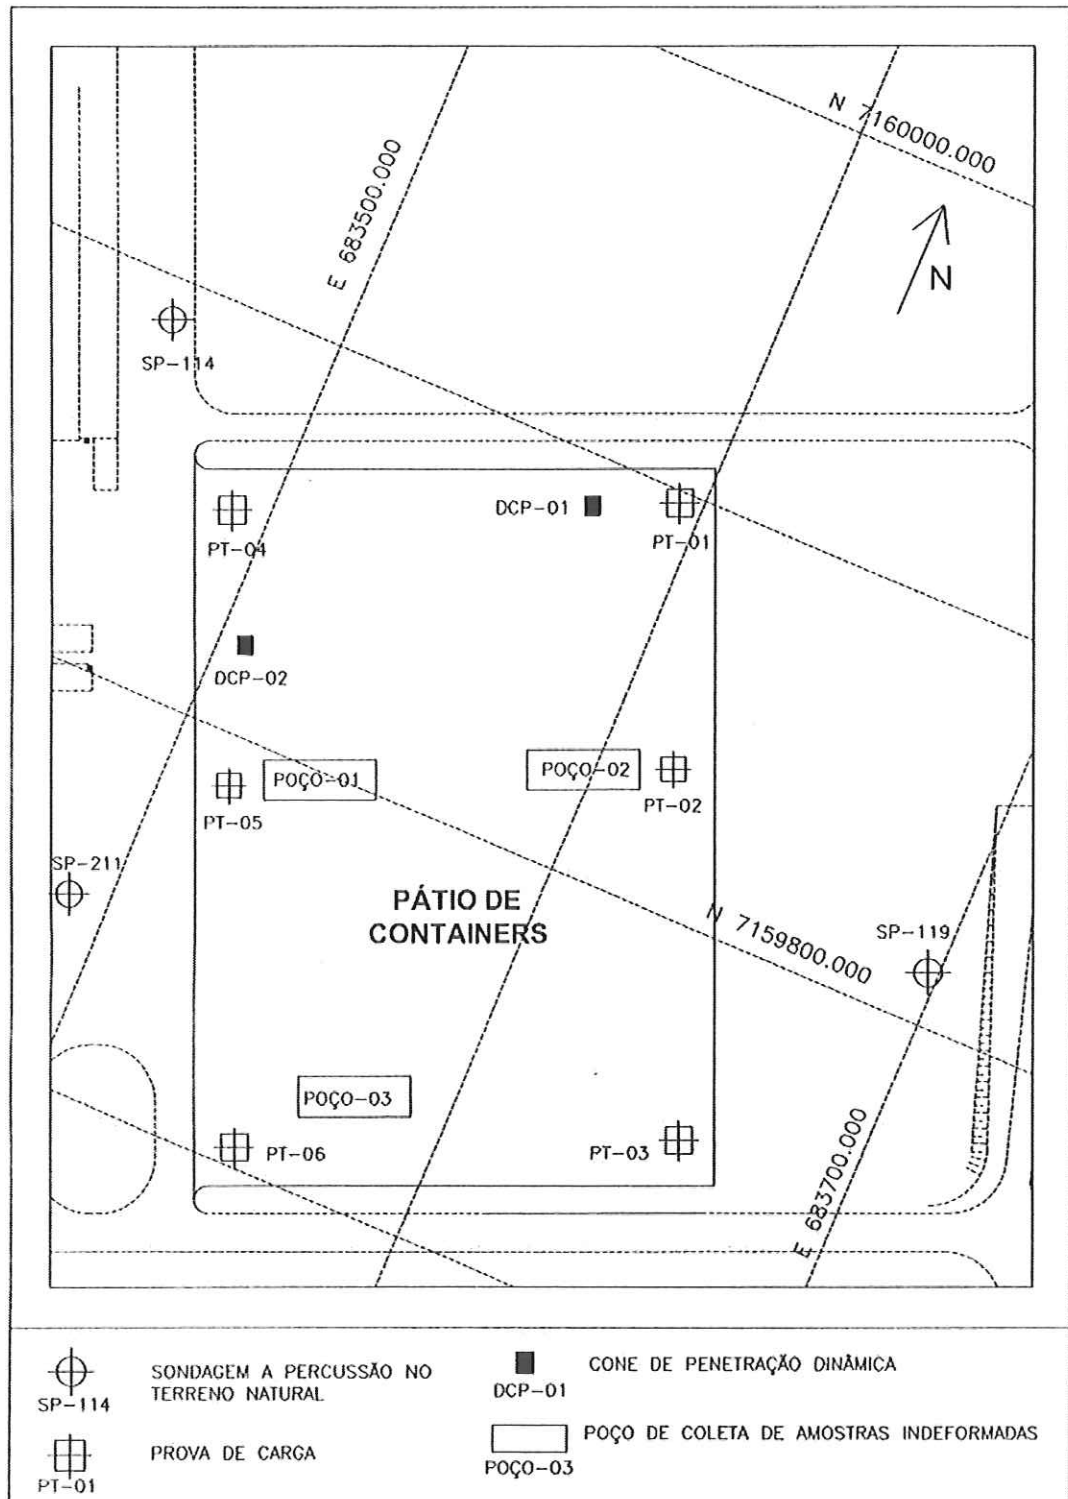 N 7160000.000
E 683500.000
N
SP-114
DCP-01
PT-04
PT-01
DCP-02
POÇO-01
POÇO-02
PT-05
PT-02
SP-211
PÁTIO DE
CONTAINERS
N 7159800.000
SP-119
POÇO-03
PT-06
PT-03
E 683700.000
SP-114
SONDAGEM A PERCUSSÃO NO
TERRENO NATURAL
DCP-01
CONE DE PENETRAÇÃO DINÂMICA
PT-01
PROVA DE CARGA
POÇO-03
POÇO DE COLETA DE AMOSTRAS INDEFORMADAS